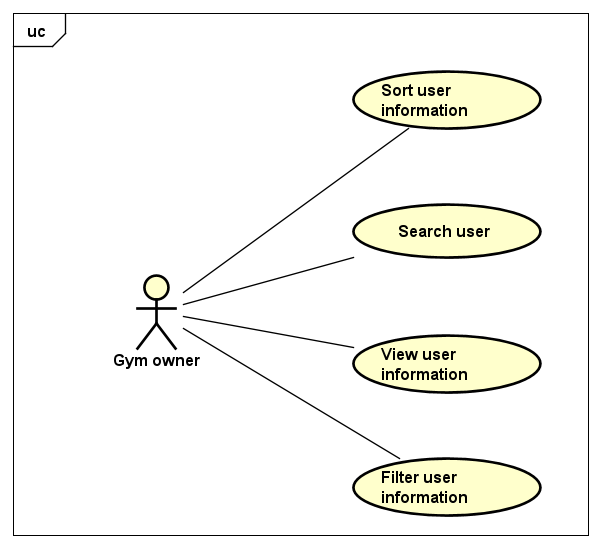 uc
Sort user
information
Search user
Gym owner
View user
information
Filter user
information